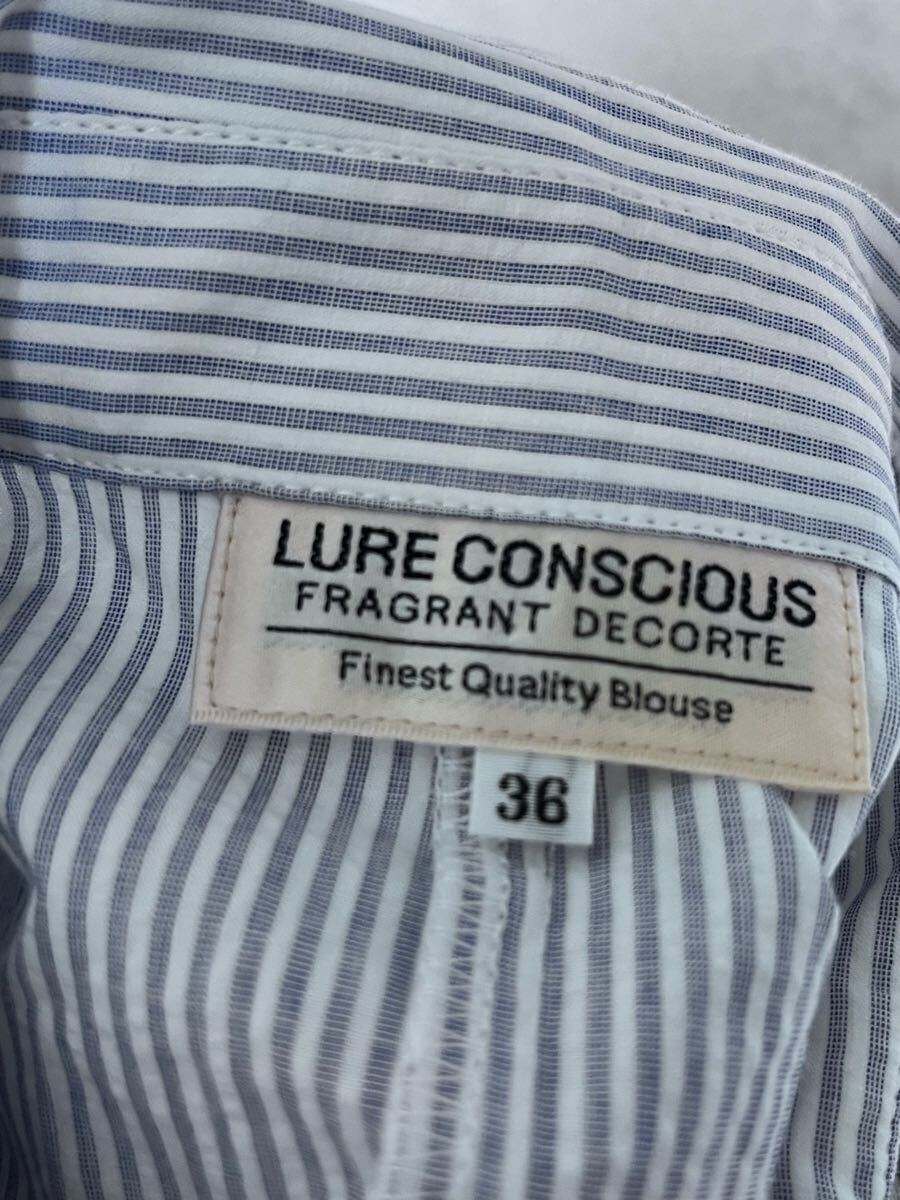 LURE CONSCIOUS
FRAGRANT DECORTE
Finest Quality Blouse
36